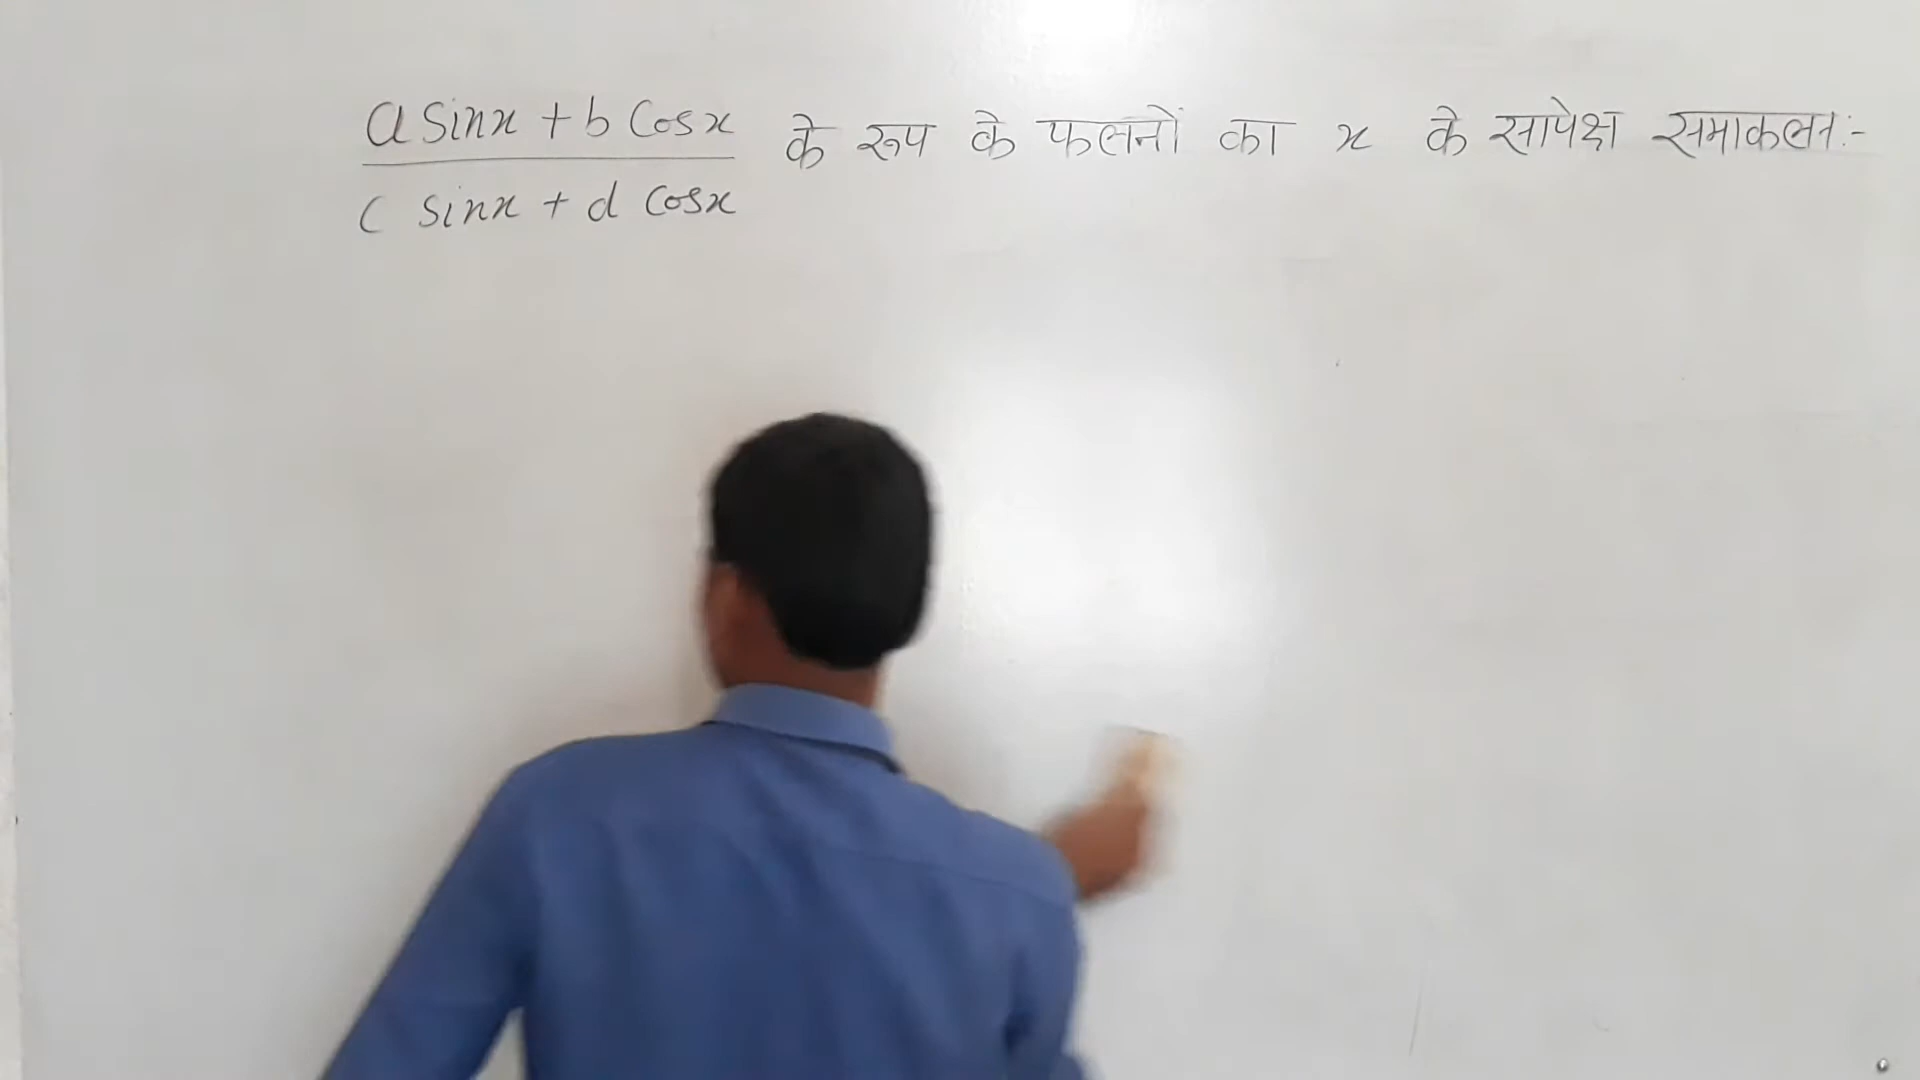 a sinx + b cosx के रूप के फलनों का x के सापेक्ष समाकलन:-
c sinx + d cosx